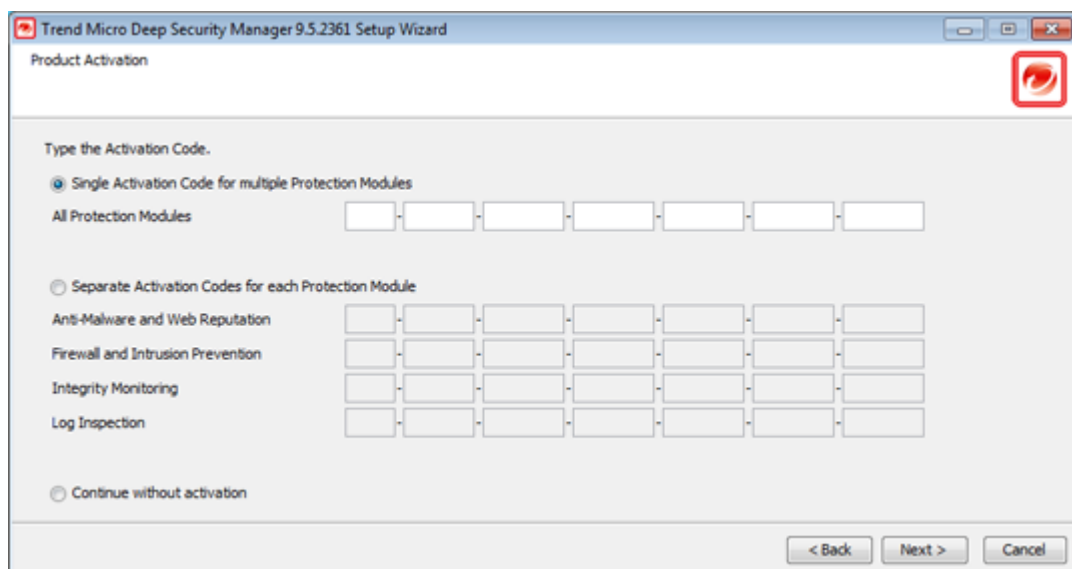 Trend Micro Deep Security Manager 9.5.2361 Setup Wizard
Product Activation
Type the Activation Code.
Single Activation Code for multiple Protection Modules
All Protection Modules - - - - - -
Separate Activation Codes for each Protection Module
Anti-Malware and Web Reputation - - - - - -
Firewall and Intrusion Prevention - - - - - -
Integrity Monitoring - - - - - -
Log Inspection - - - - - -
Continue without activation
< Back Next > Cancel